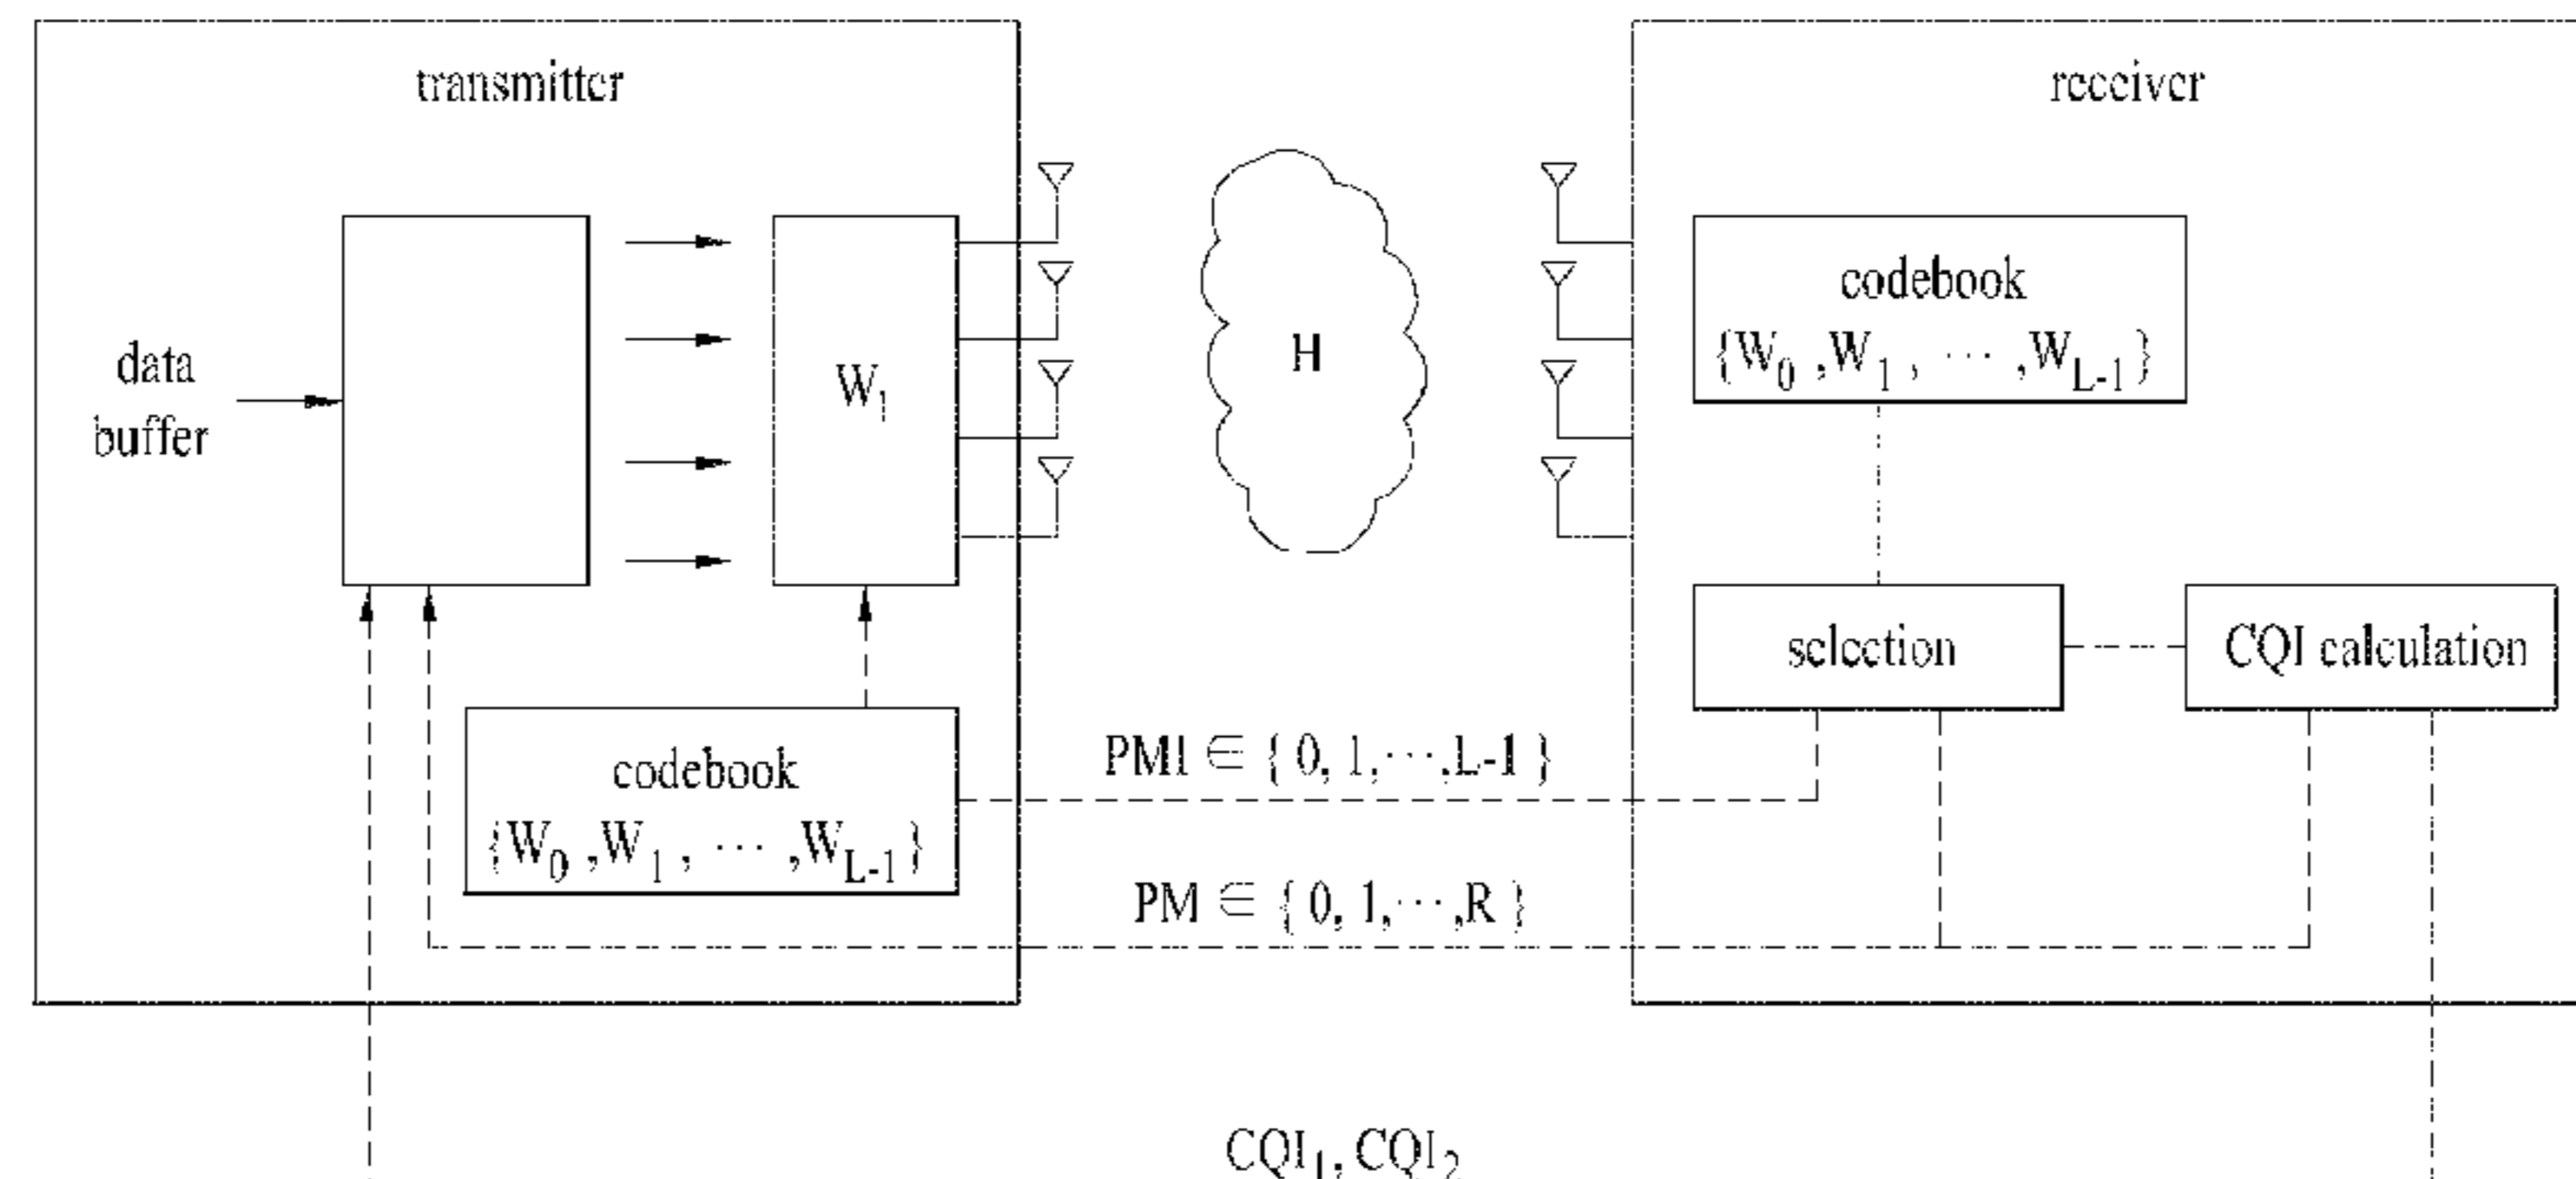 transmitter
receiver
data
buffer
W1
H
codebook
{W0 ,W1 , ··· ,WL-1 }
selection
CQI calculation
codebook
{W0 ,W1 , ··· ,WL-1 }
PMI ∈ { 0, 1,···,L-1 }
PM ∈ { 0, 1,···,R }
CQI1, CQI2